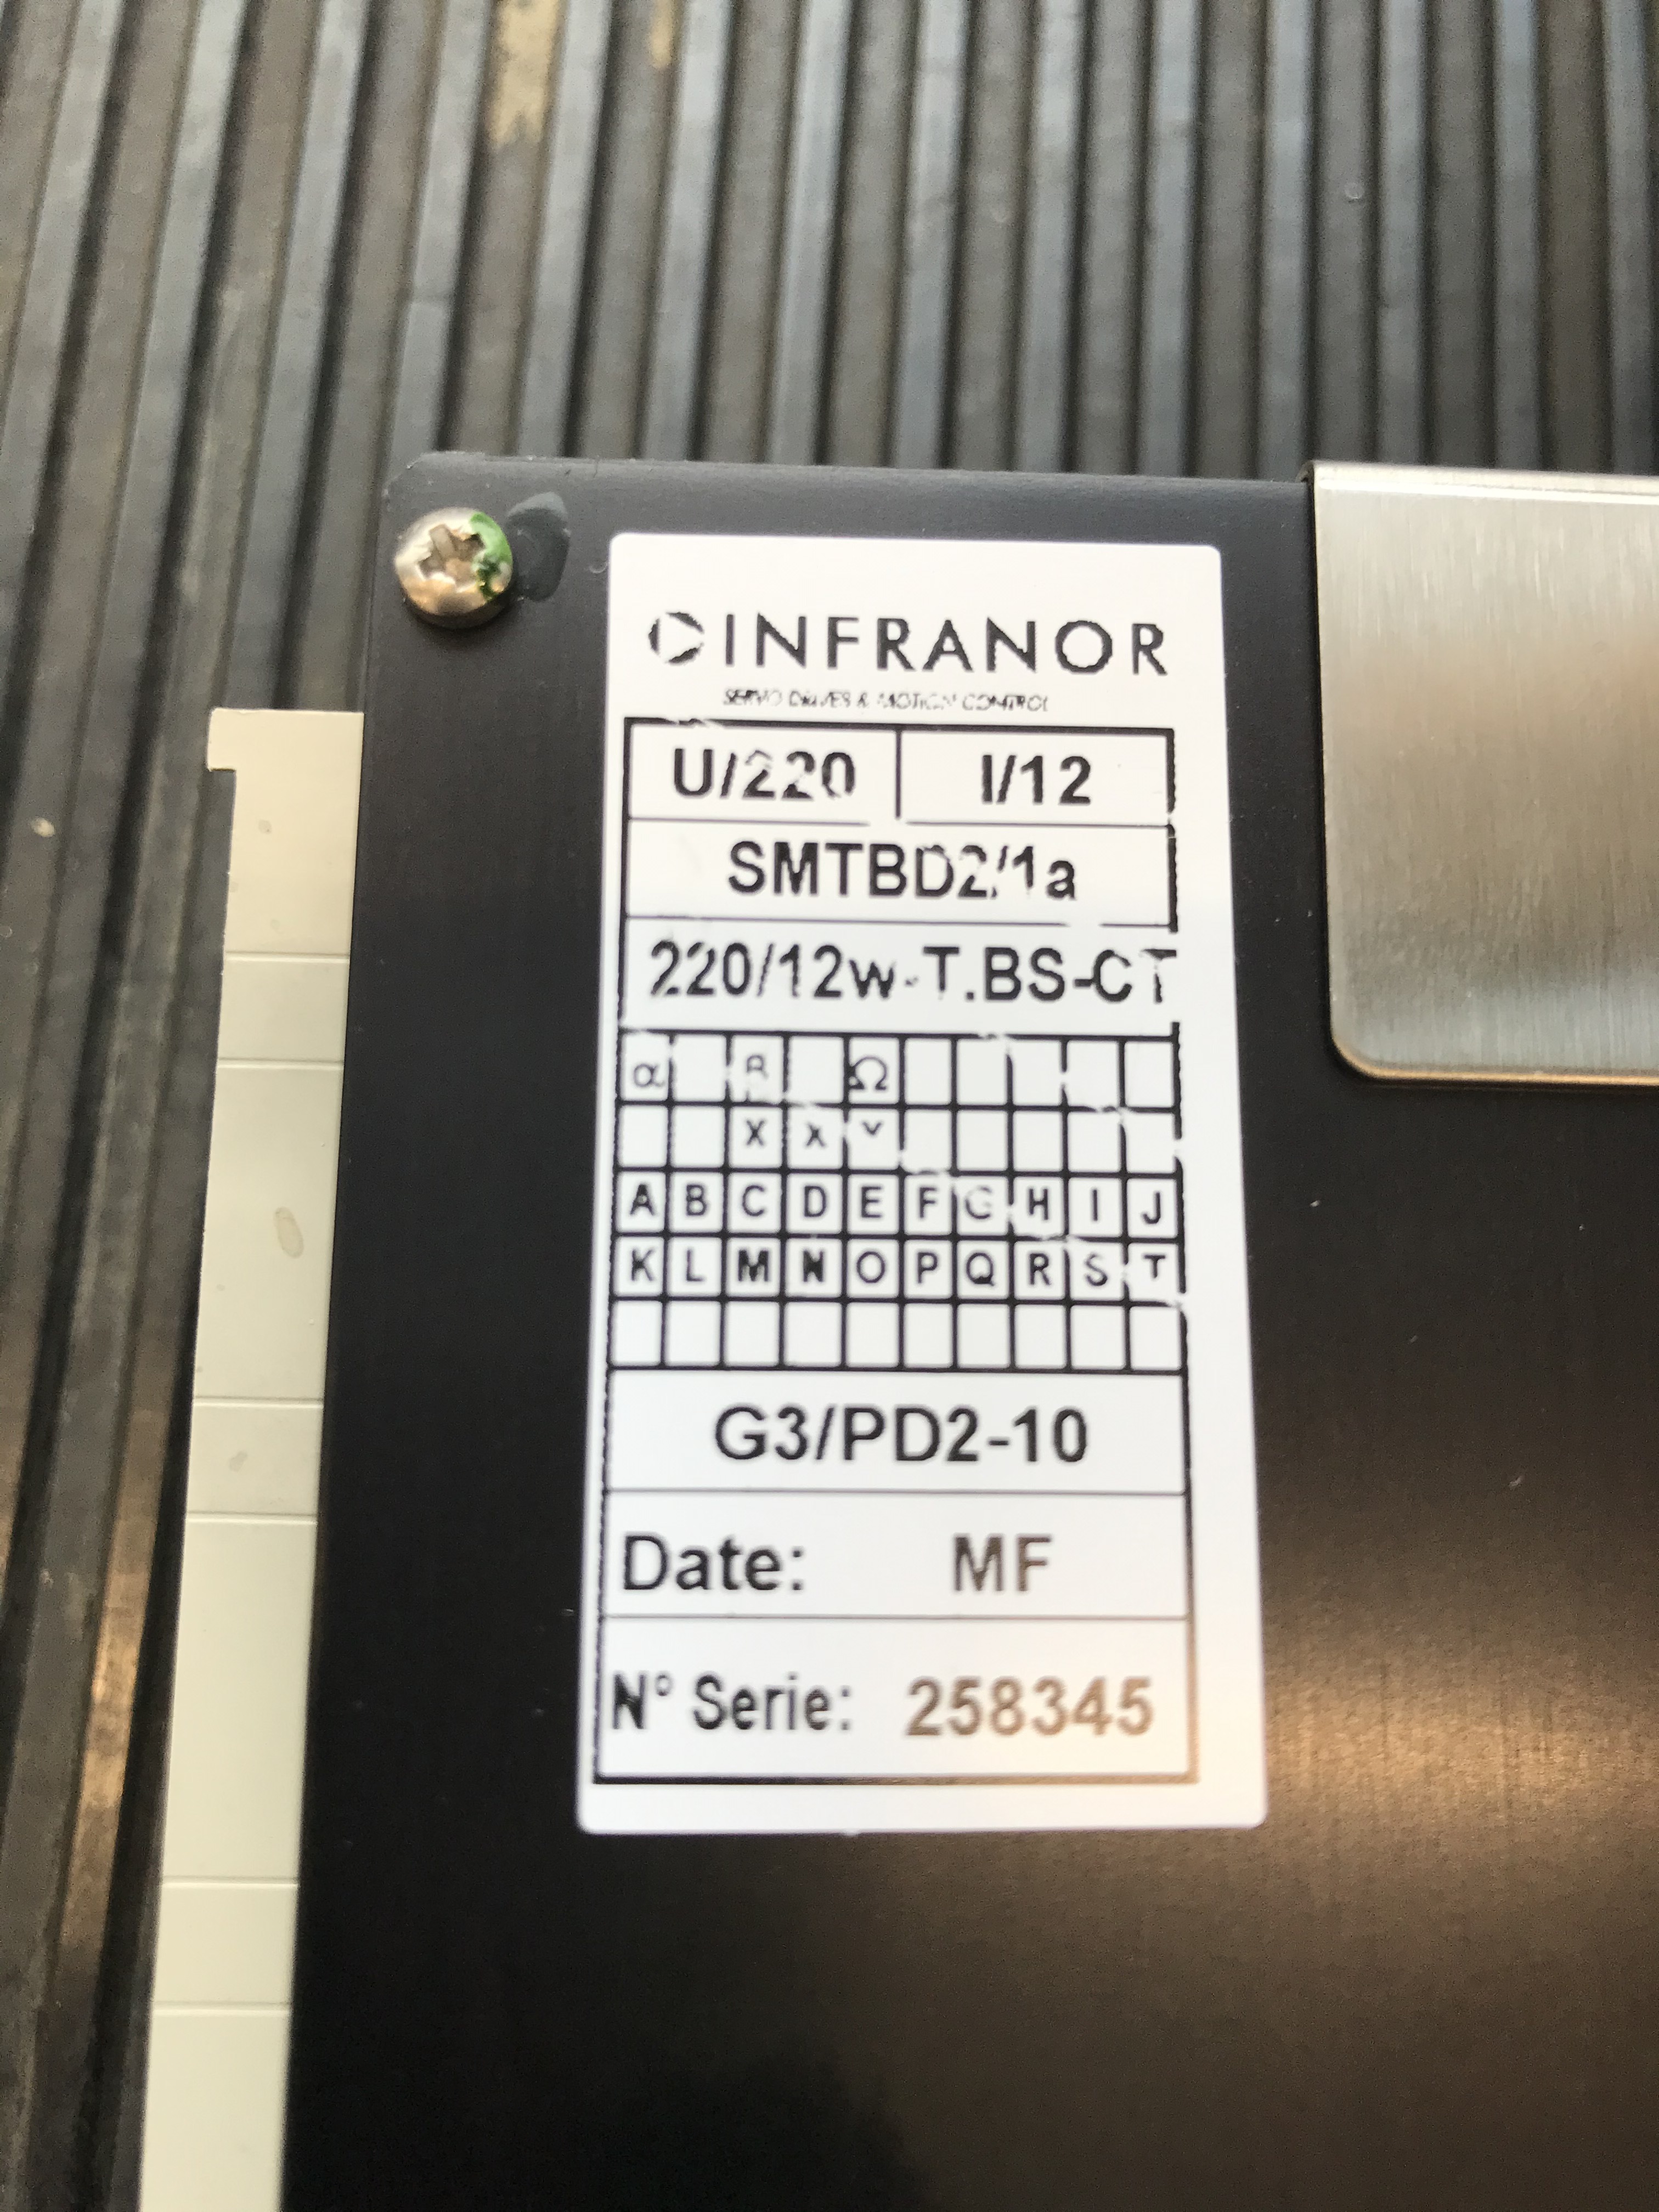 INFRANOR
SERVO DRIVES & MOTION CONTROL
U/220 I/12
SMTBD2/1a
220/12w-T.BS-CT
α β Ω
X X
A B C D E F G H I J
K L M N O P Q R S T
G3/PD2-10
Date: MF
N° Serie: 258345